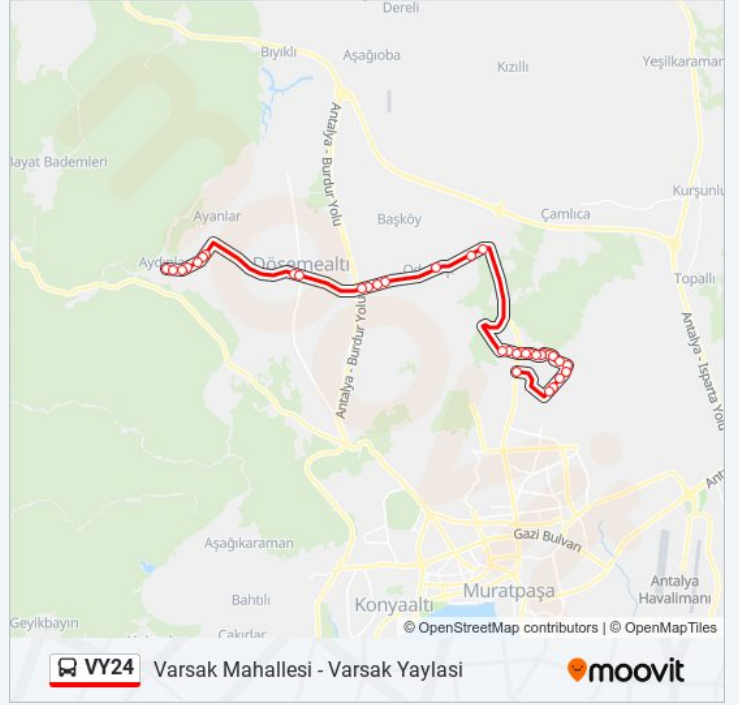 Dereli
Bıyıklı
Aşağıoba
Kızıllı
Yeşilkaraman
Antalya - Burdur Yolu
Bayat Bademleri
Kurşunlu
Ayanlar
Başköy
Çamlıca
Döşemealtı
Topallı
Antalya - Burdur Yolu
Antalya - Isparta Yolu
Gazi Bulvarı
Aşağıkaraman
Antalya
Havalimanı
Muratpaşa
Bahtılı
Konyaaltı
Geyikbayırı
Çakırlar
© OpenStreetMap contributors | © OpenMapTiles
VY24
Varsak Mahallesi - Varsak Yaylasi
moovit